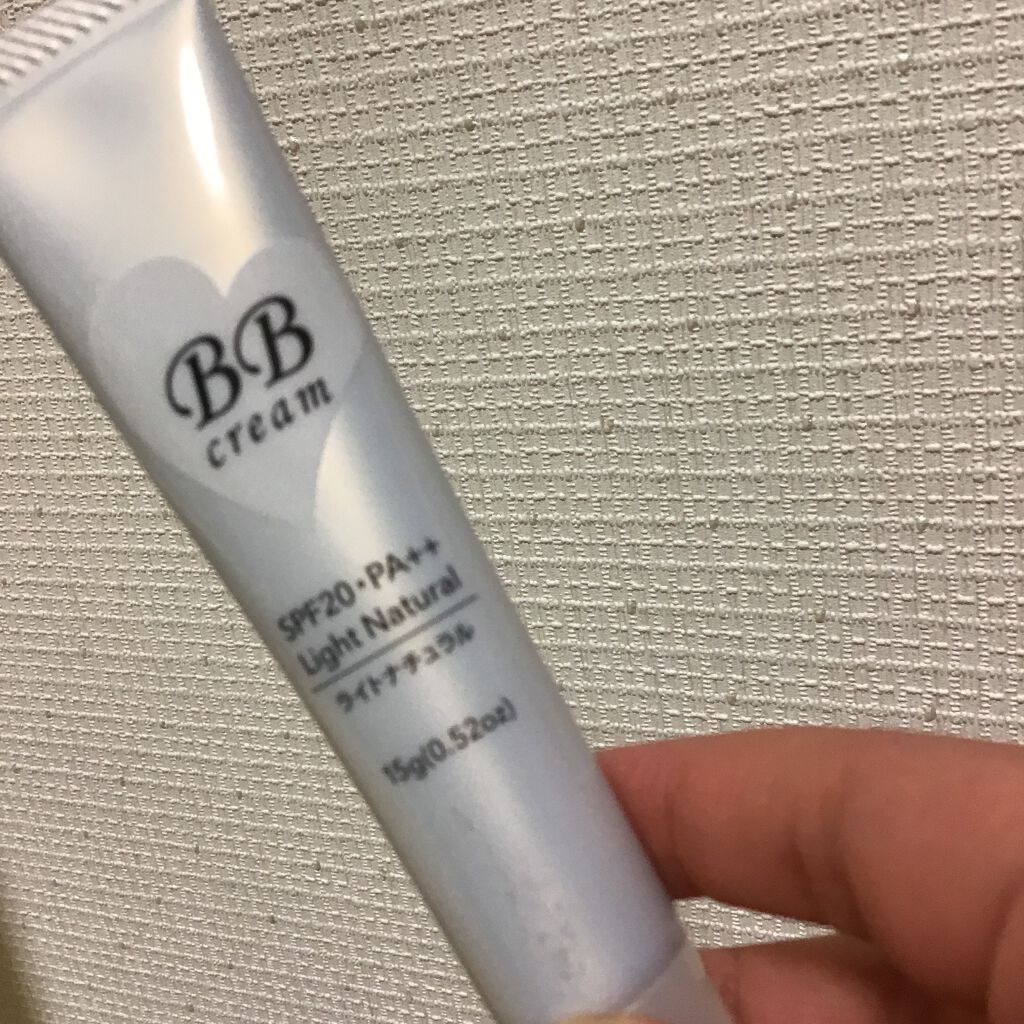 BB
cream
SPF20・PA++
Light Natural
ライトナチュラル
15g(0.52oz)